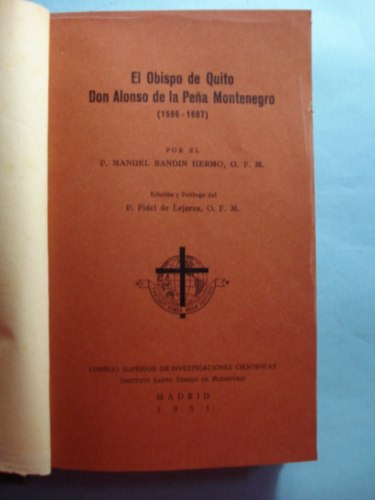 El Obispo de Quito
Don Alonso de la Peña Montenegro
(1596 - 1687)
POR EL
P. MANUEL BANDIN HERMO, O. F. M.
Edición y Prólogo del
P. Fidel de Lejarza, O. F. M.
CONSEJO SUPERIOR DE INVESTIGACIONES CIENTIFICAS
INSTITUTO SANTO TORIBIO DE MOGROVEJO
MADRID
1951